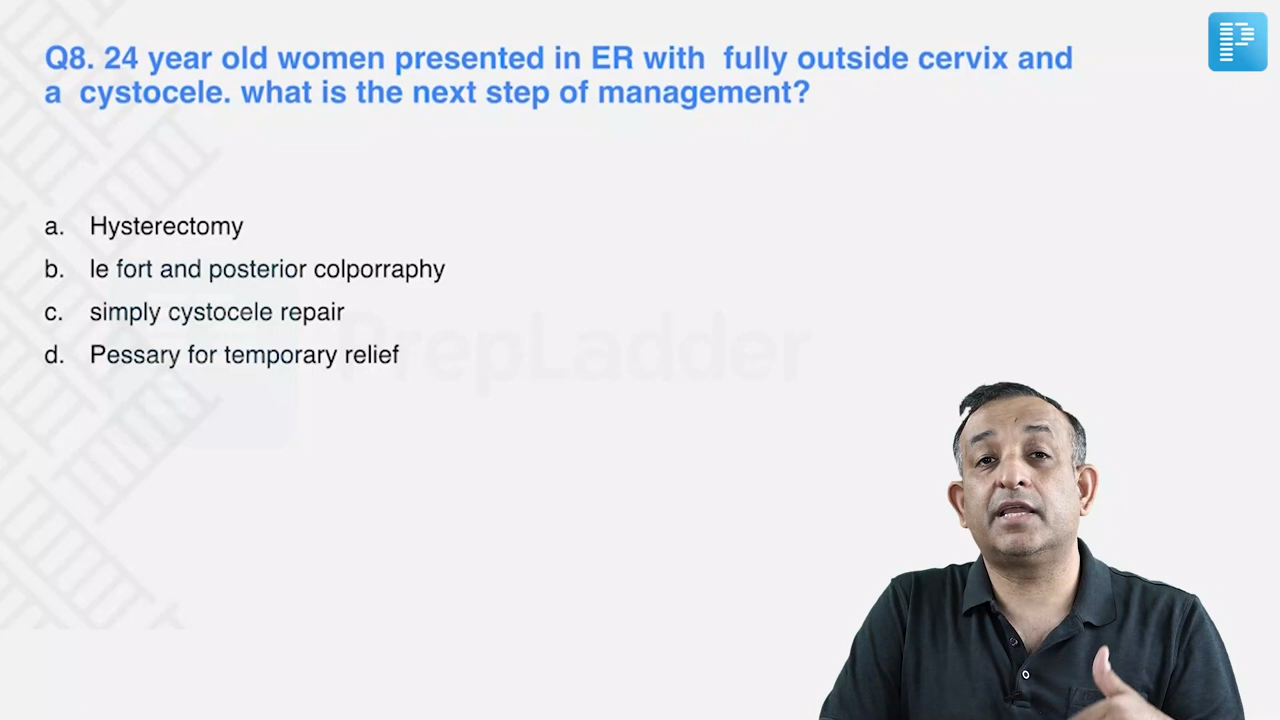 Q8. 24 year old women presented in ER with fully outside cervix and
a cystocele. what is the next step of management?
a. Hysterectomy
b. le fort and posterior colporraphy
c. simply cystocele repair
d. Pessary for temporary relief
PrepLadder